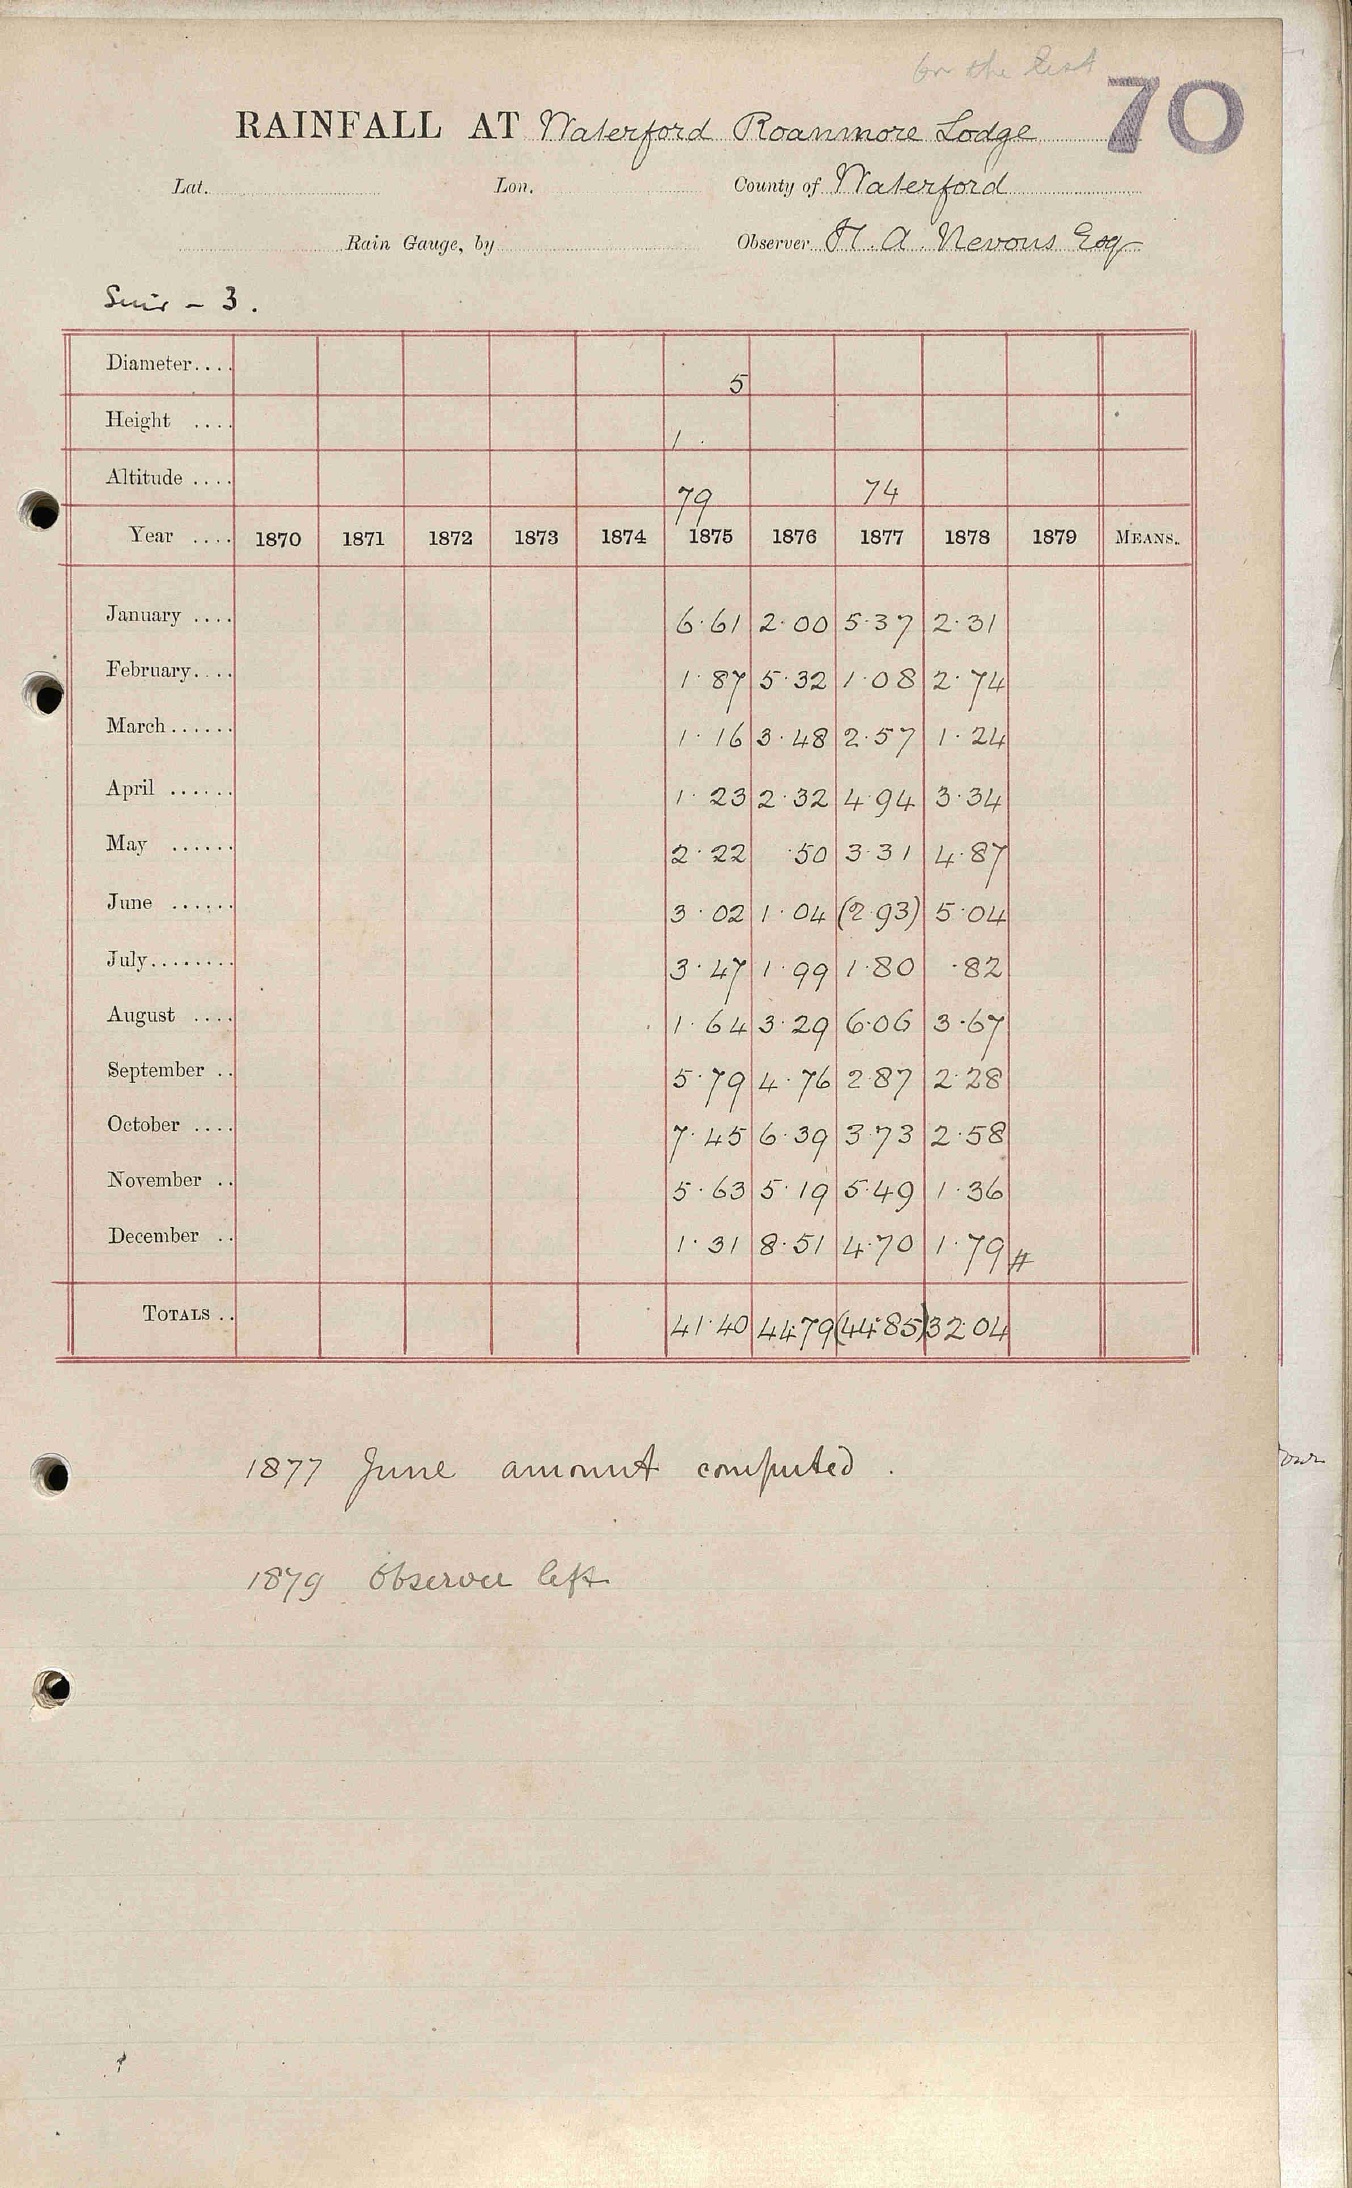 on the List
70
RAINFALL AT Waterford Roanmore Lodge
Lat. Lon. County of Waterford
Rain Gauge, by Observer H. A. Nevons Esq
Suir - 3.
Diameter.... 5
Height .... 1
Altitude .... 79 74
Year .... 1870 1871 1872 1873 1874 1875 1876 1877 1878 1879 MEANS.
January .... 6.61 2.00 5.37 2.31
February.... 1.87 5.32 1.08 2.74
March...... 1.16 3.48 2.57 1.24
April ...... 1.23 2.32 4.94 3.34
May ...... 2.22 .50 3.31 4.87
June ...... 3.02 1.04 (2.93) 5.04
July........ 3.47 1.99 1.80 .82
August .... 1.64 3.29 6.06 3.67
September .. 5.79 4.76 2.87 2.28
October .... 7.45 6.39 3.73 2.58
November .. 5.63 5.19 5.49 1.36
December .. 1.31 8.51 4.70 1.79 //
TOTALS .. 41.40 44.79 (44.85) 32.04
1877 June amount computed.
1879 Observer left